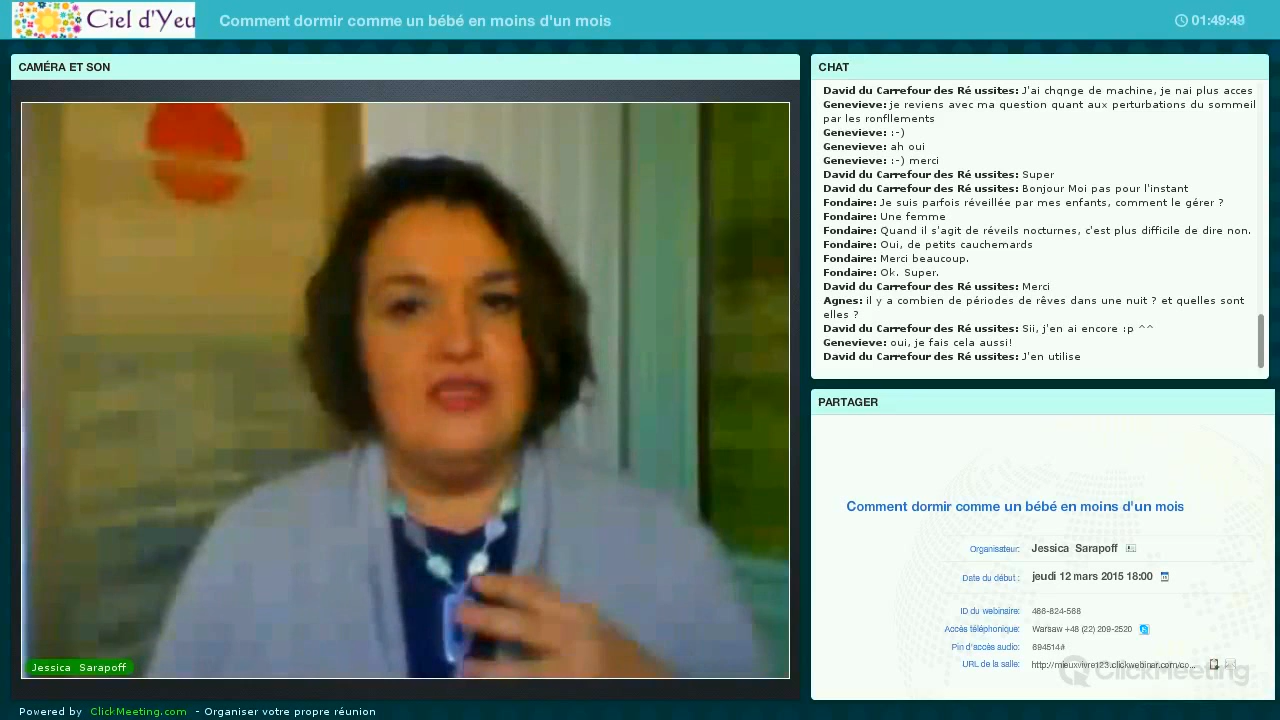 Ciel d'Yeu
Comment dormir comme un bébé en moins d'un mois
01:49:49
CAMÉRA ET SON
Jessica Sarapoff
CHAT
David du Carrefour des Ré ussites: J'ai chqnge de machine, je nai plus acces
Genevieve: je reviens avec ma question quant aux perturbations du sommeil
par les ronfllements
Genevieve: :-)
Genevieve: ah oui
Genevieve: :-) merci
David du Carrefour des Ré ussites: Super
David du Carrefour des Ré ussites: Bonjour Moi pas pour l'instant
Fondaire: Je suis parfois réveillée par mes enfants, comment le gérer ?
Fondaire: Une femme
Fondaire: Quand il s'agit de réveils nocturnes, c'est plus difficile de dire non.
Fondaire: Oui, de petits cauchemards
Fondaire: Merci beaucoup.
Fondaire: Ok. Super.
David du Carrefour des Ré ussites: Merci
Agnes: il y a combien de périodes de rêves dans une nuit ? et quelles sont
elles ?
David du Carrefour des Ré ussites: Sii, j'en ai encore :p ^^
Genevieve: oui, je fais cela aussi!
David du Carrefour des Ré ussites: J'en utilise
PARTAGER
Comment dormir comme un bébé en moins d'un mois
Organisateur: Jessica Sarapoff
Date du début : jeudi 12 mars 2015 18:00
ID du webinaire: 466-824-568
Accès téléphonique: Warsaw +48 (22) 209-2520
Pin d'accès audio: 694514#
URL de la salle: http://mieuxvivre123.clickwebinar.com/co...
ClickMeeting
Powered by ClickMeeting.com - Organiser votre propre réunion